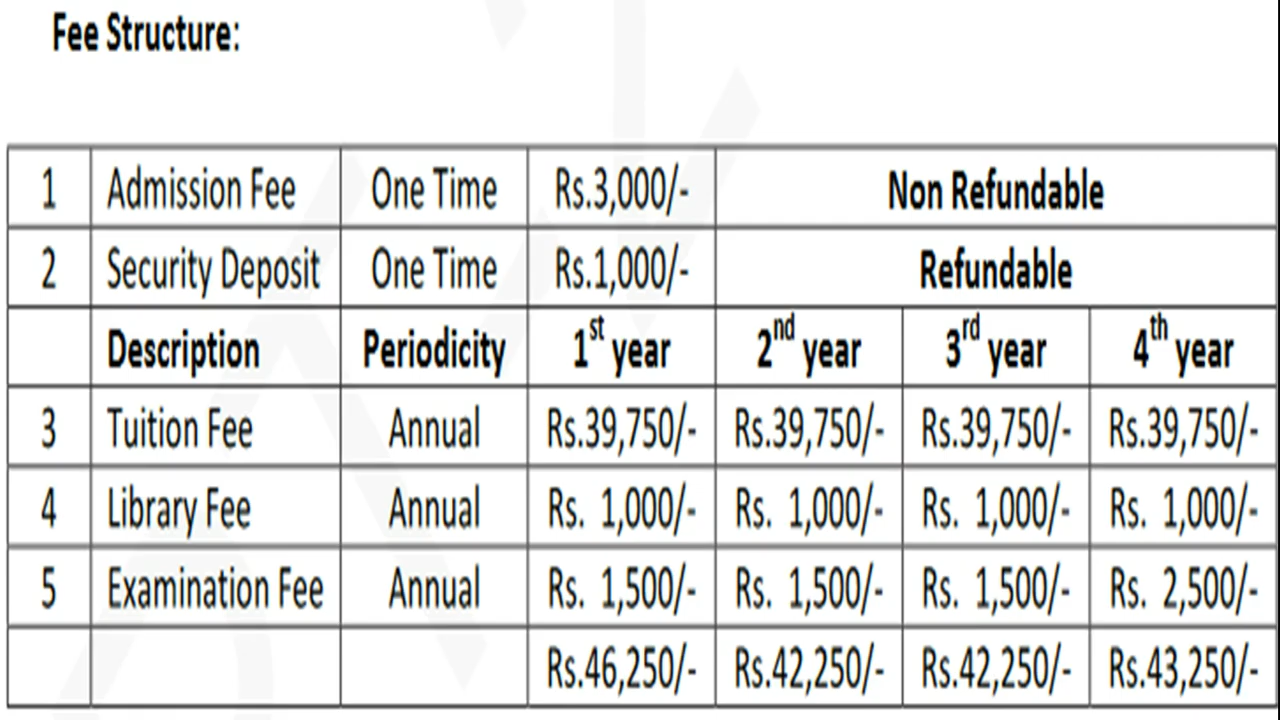 Fee Structure:
1 Admission Fee One Time Rs.3,000/- Non Refundable
2 Security Deposit One Time Rs.1,000/- Refundable
Description Periodicity 1st year 2nd year 3rd year 4th year
3 Tuition Fee Annual Rs.39,750/- Rs.39,750/- Rs.39,750/- Rs.39,750/-
4 Library Fee Annual Rs. 1,000/- Rs. 1,000/- Rs. 1,000/- Rs. 1,000/-
5 Examination Fee Annual Rs. 1,500/- Rs. 1,500/- Rs. 1,500/- Rs. 2,500/-
Rs.46,250/- Rs.42,250/- Rs.42,250/- Rs.43,250/-